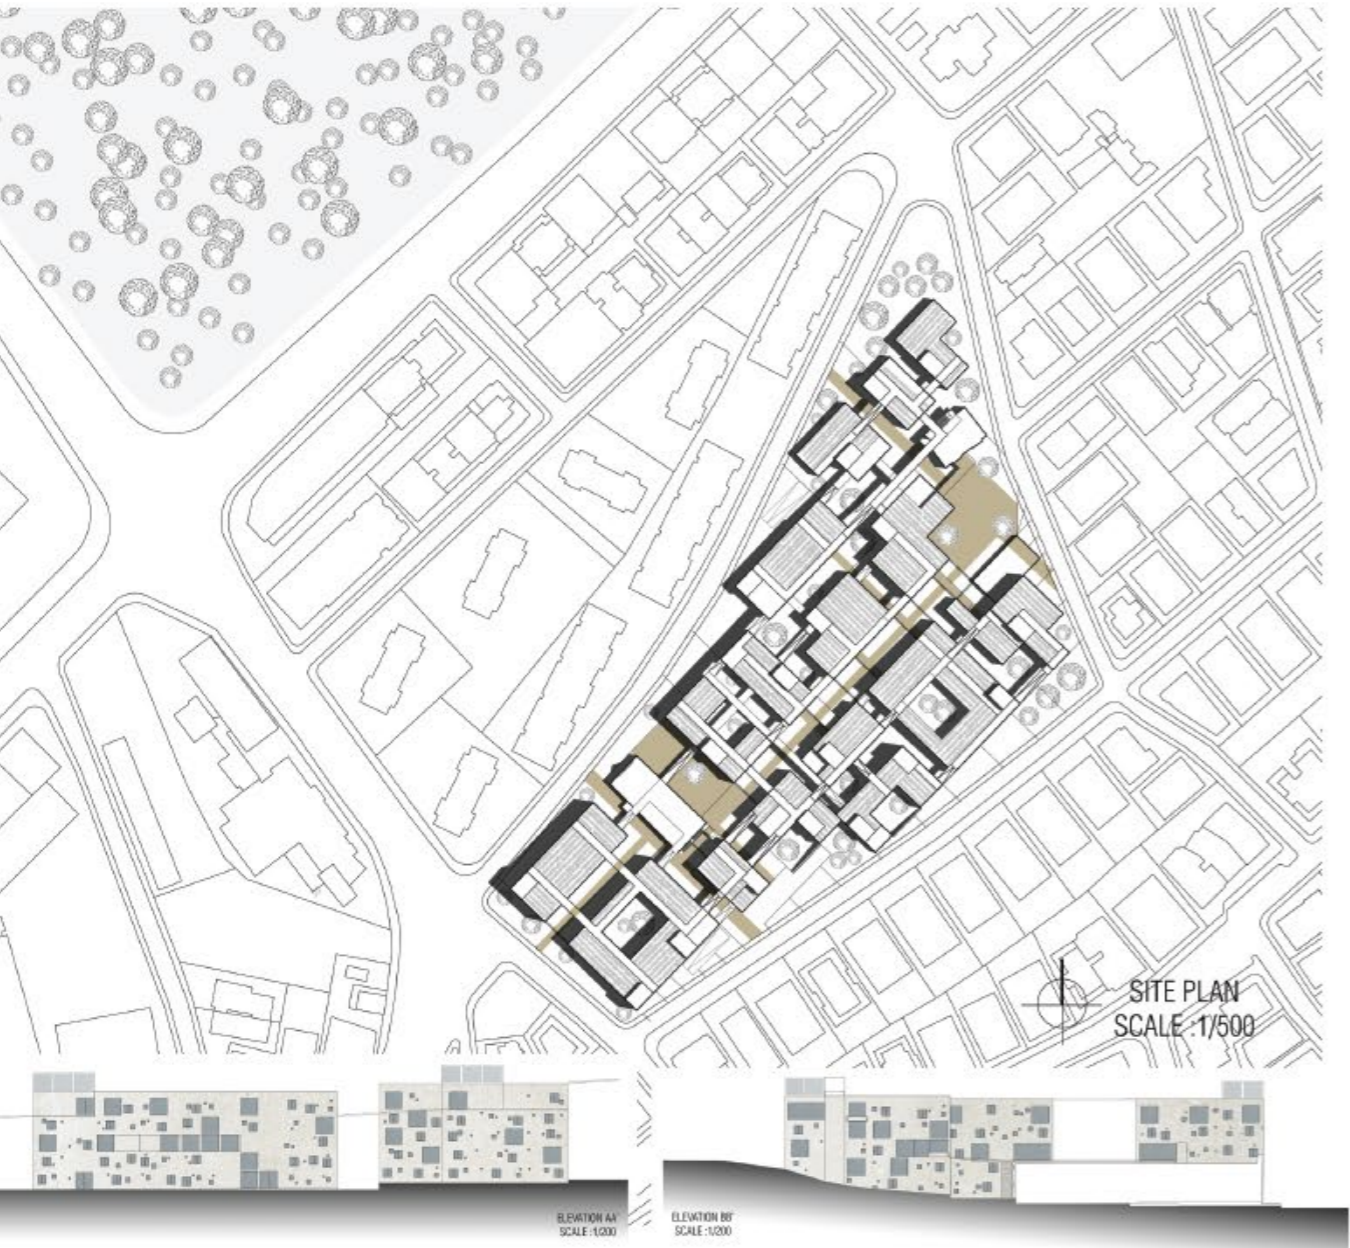 SITE PLAN
SCALE :1/500
ELEVATION AA'
SCALE :1/200
ELEVATION BB'
SCALE :1/200